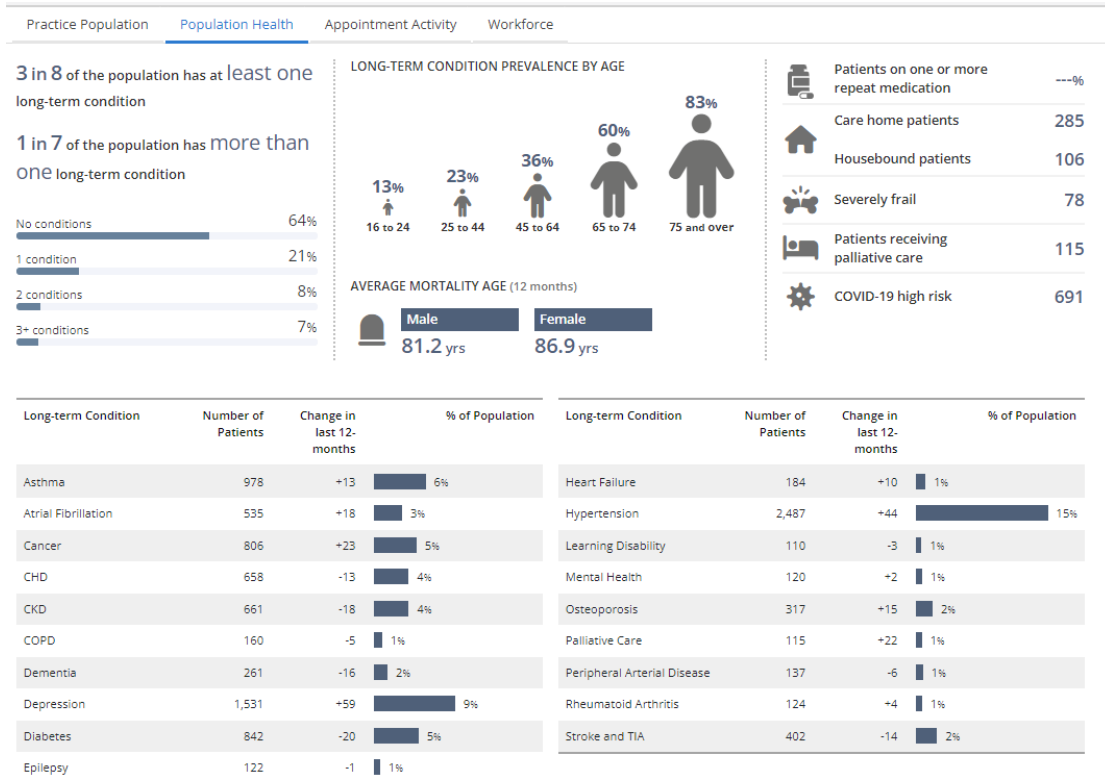 Practice Population Population Health Appointment Activity Workforce
3 in 8 of the population has at least one
long-term condition
1 in 7 of the population has more than
one long-term condition
No conditions 64%
1 condition 21%
2 conditions 8%
3+ conditions 7%
LONG-TERM CONDITION PREVALENCE BY AGE
13% 23% 36% 60% 83%
16 to 24 25 to 44 45 to 64 65 to 74 75 and over
AVERAGE MORTALITY AGE (12 months)
Male Female
81.2 yrs 86.9 yrs
Patients on one or more
repeat medication ---%
Care home patients 285
Housebound patients 106
Severely frail 78
Patients receiving
palliative care 115
COVID-19 high risk 691
Long-term Condition Number of Change in % of Population
Patients last 12-
months
Asthma 978 +13 6%
Atrial Fibrillation 535 +18 3%
Cancer 806 +23 5%
CHD 658 -13 4%
CKD 661 -18 4%
COPD 160 -5 1%
Dementia 261 -16 2%
Depression 1,531 +59 9%
Diabetes 842 -20 5%
Epilepsy 122 -1 1%
Long-term Condition Number of Change in % of Population
Patients last 12-
months
Heart Failure 184 +10 1%
Hypertension 2,487 +44 15%
Learning Disability 110 -3 1%
Mental Health 120 +2 1%
Osteoporosis 317 +15 2%
Palliative Care 115 +22 1%
Peripheral Arterial Disease 137 -6 1%
Rheumatoid Arthritis 124 +4 1%
Stroke and TIA 402 -14 2%